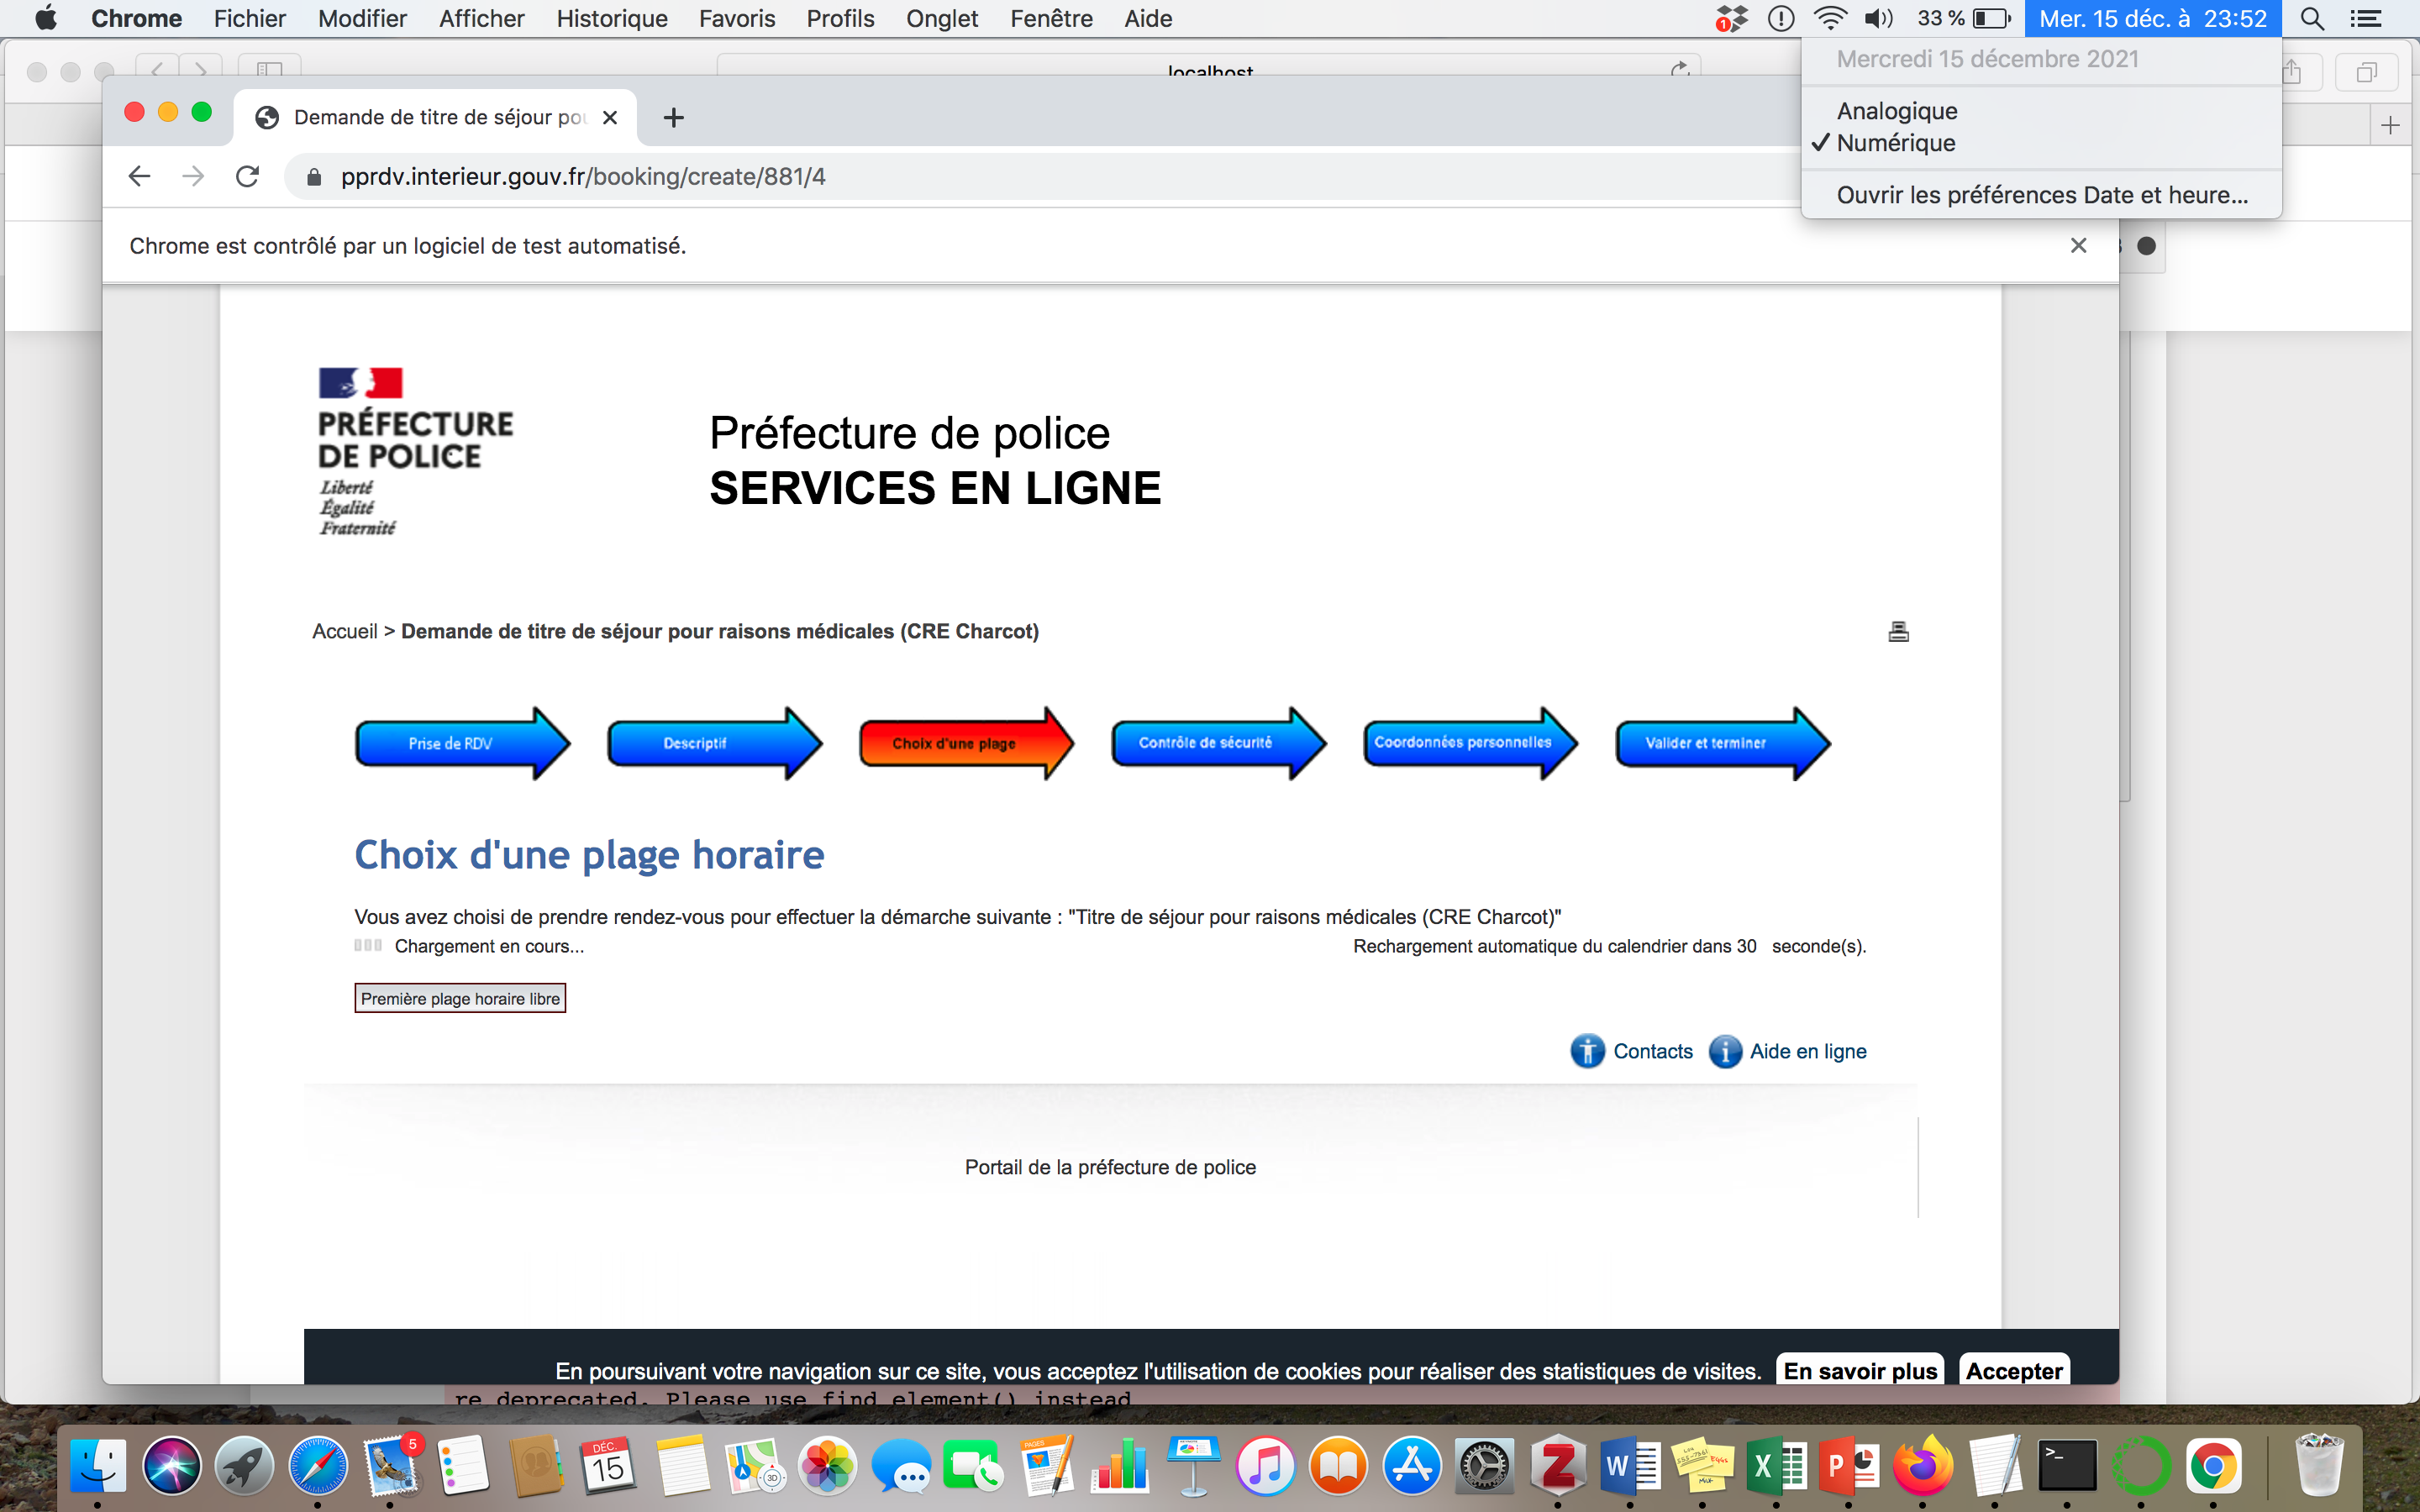 Chrome Fichier Modifier Afficher Historique Favoris Profils Onglet Fenêtre Aide 1 33 % Mer. 15 déc. à 23:52
Mercredi 15 décembre 2021
Analogique
✓ Numérique
Ouvrir les préférences Date et heure...
localhost
Demande de titre de séjour pou
pprdv.interieur.gouv.fr/booking/create/881/4
Chrome est contrôlé par un logiciel de test automatisé.
PRÉFECTURE
DE POLICE
Liberté
Égalité
Fraternité
Préfecture de police
SERVICES EN LIGNE
Accueil > Demande de titre de séjour pour raisons médicales (CRE Charcot)
Prise de RDV Descriptif Choix d'une plage Contrôle de sécurité Coordonnées personnelles Valider et terminer
Choix d'une plage horaire
Vous avez choisi de prendre rendez-vous pour effectuer la démarche suivante : "Titre de séjour pour raisons médicales (CRE Charcot)"
Chargement en cours... Rechargement automatique du calendrier dans 30 seconde(s).
Première plage horaire libre
Contacts Aide en ligne
Portail de la préfecture de police
En poursuivant votre navigation sur ce site, vous acceptez l'utilisation de cookies pour réaliser des statistiques de visites. En savoir plus Accepter
re deprecated. Please use find_element() instead
5
DÉC.
15
3D
PAGES